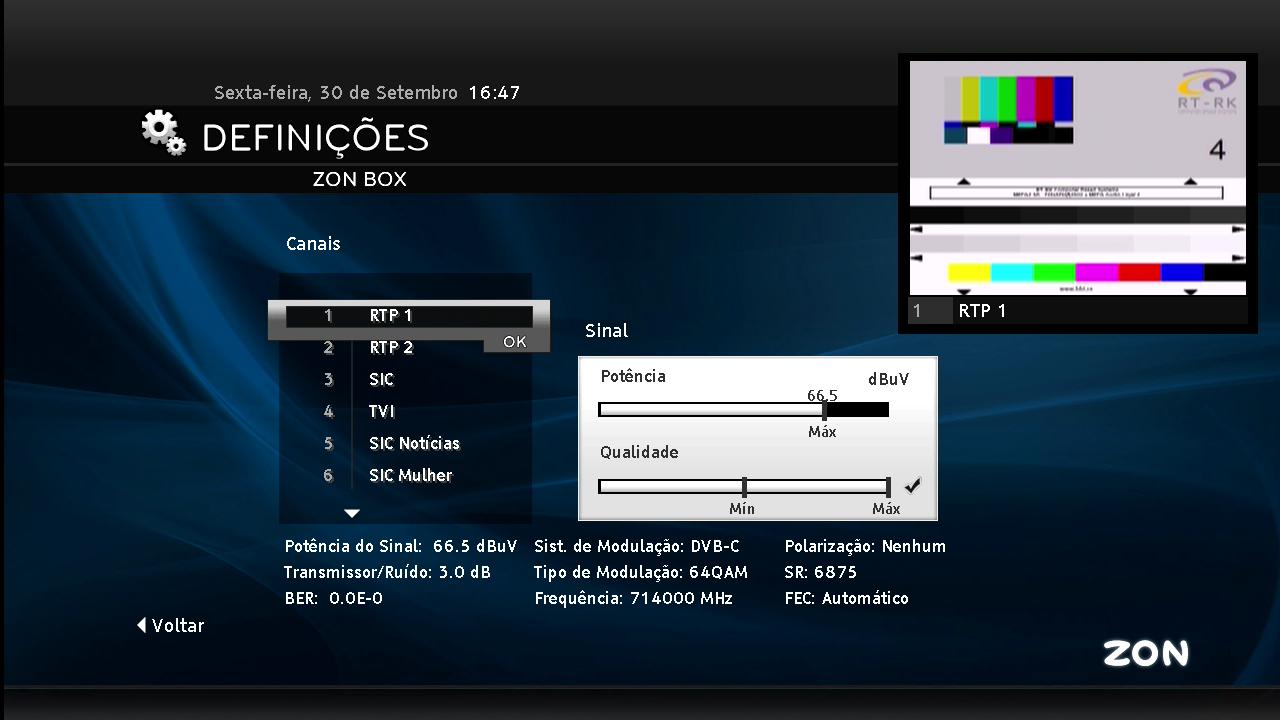 Sexta-feira, 30 de Setembro 16:47
DEFINIÇÕES
ZON BOX
RT-RK
4
1 RTP 1
Canais
1 RTP 1
OK
2 RTP 2
3 SIC
4 TVI
5 SIC Notícias
6 SIC Mulher
Sinal
Potência dBuV
66.5
Máx
Qualidade
Mín Máx
Potência do Sinal: 66.5 dBuV Sist. de Modulação: DVB-C Polarização: Nenhum
Transmissor/Ruído: 3.0 dB Tipo de Modulação: 64QAM SR: 6875
BER: 0.0E-0 Frequência: 714000 MHz FEC: Automático
Voltar
ZON